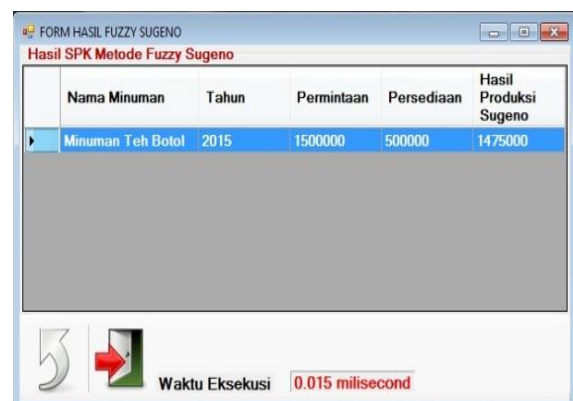 FORM HASIL FUZZY SUGENO
Hasil SPK Metode Fuzzy Sugeno
Nama Minuman Tahun Permintaan Persediaan Hasil Produksi Sugeno
Minuman Teh Botol 2015 1500000 500000 1475000
Waktu Eksekusi 0.015 milisecond